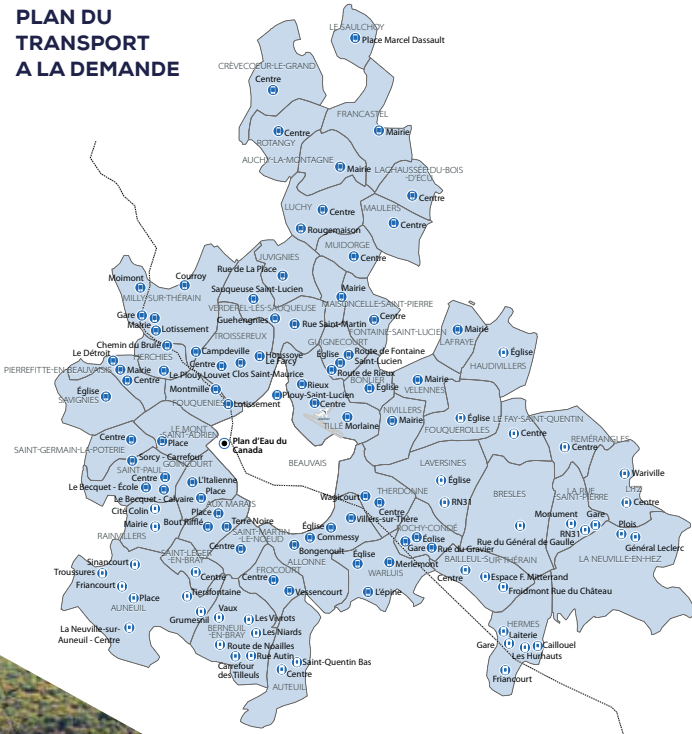 PLAN DU
TRANSPORT
A LA DEMANDE
LE SAULCHOY
Place Marcel Dassault
CRÈVECOEUR-LE-GRAND
Centre
FRANCASTEL
Mairie
Centre
ROTANGY
AUCHY-LA-MONTAGNE
Mairie
LACHAUSSÉE-DU-BOIS
-D'ÉCU
Centre
LUCHY
Centre
MAULERS
Centre
Rougemaison
MUIDORGE
Centre
JUVIGNIES
Rue de La Place
Moimont
Courroy
MILLY-SUR-THÉRAIN
Sauqueuse Saint-Lucien
VERDEREL-LES-SAUQUEUSE
Guehengnies
Mairie
MAISONCELLE-SAINT-PIERRE
Centre
FONTAINE-SAINT-LUCIEN
Rue Saint-Martin
Gare
Mairie
Lotissement
TROISSEREUX
GUIGNECOURT
Mairie
LAFRAYE
Église
HAUDIVILLERS
Chemin du Brule
HERCHIES
Le Détroit
Mairie
Centre
PIERREFITTE-EN-BEAUVAISIS
Campdeville
Centre
Houssoye
Le Farco
Clos Saint-Maurice
Le Plouy Louvet
Église
Route de Fontaine
Saint-Lucien
Route de Rieux
BONLIER
Église
Mairie
VELENNES
Église
SAVIGNIES
Montmille
FOUQUENIES
Lotissement
Plouy-Saint-Lucien
Rieux
Centre
TILLÉ
Morlaine
NIVILLERS
Mairie
Église
FOUQUEROLLES
LE FAY-SAINT-QUENTIN
Centre
REMÉRANGLES
Centre
LE MONT
-SAINT-ADRIEN
Centre
Place
Plan d'Eau du
Canada
SAINT-GERMAIN-LA-POTERIE
Sorcy - Carrefour
GOINCOURT
SAINT-PAUL
Centre
L'Italienne
Le Becquet - École
Place
Le Becquet - Calvaire
BEAUVAIS
LAVERSINES
Église
RN31
BRESLES
Wariville
LITZ
Centre
LA RUE
SAINT-PIERRE
Monument
Gare
RN31
Plois
Général Leclerc
LA NEUVILLE-EN-HEZ
Rue du Général de Gaulle
Wagicourt
THERDONNE
Centre
Villers-sur-Thère
ROCHY-CONDÉ
Église
Gare
Rue du Gravier
BAILLEUL-SUR-THÉRAIN
Centre
Espace F. Mitterrand
Froidmont Rue du Château
Cité Colin
AUX MARAIS
Place
Mairie
Bout Rifflé
Terre Noire
RAINVILLERS
SAINT-MARTIN
LE-NOEUD
Centre
Église
Commessy
Bongenoult
ALLONNE
Église
Merlemont
WARLUIS
L'épine
SAINT-LÉGER
-EN-BRAY
Centre
FROCOURT
Centre
Vessencourt
Sinancourt
Troussures
Friancourt
Place
AUNEUIL
Tiersfontaine
Grumesnil
Vaux
BERNEUIL
-EN-BRAY
Les Vivrots
Les Niards
La Neuville-sur-
Auneuil - Centre
Route de Noailles
Rue Autin
Carrefour
des Tilleuls
Saint-Quentin Bas
Centre
AUTEUIL
HERMES
Laiterie
Gare
Caillouel
Les Hurhauts
Friancourt